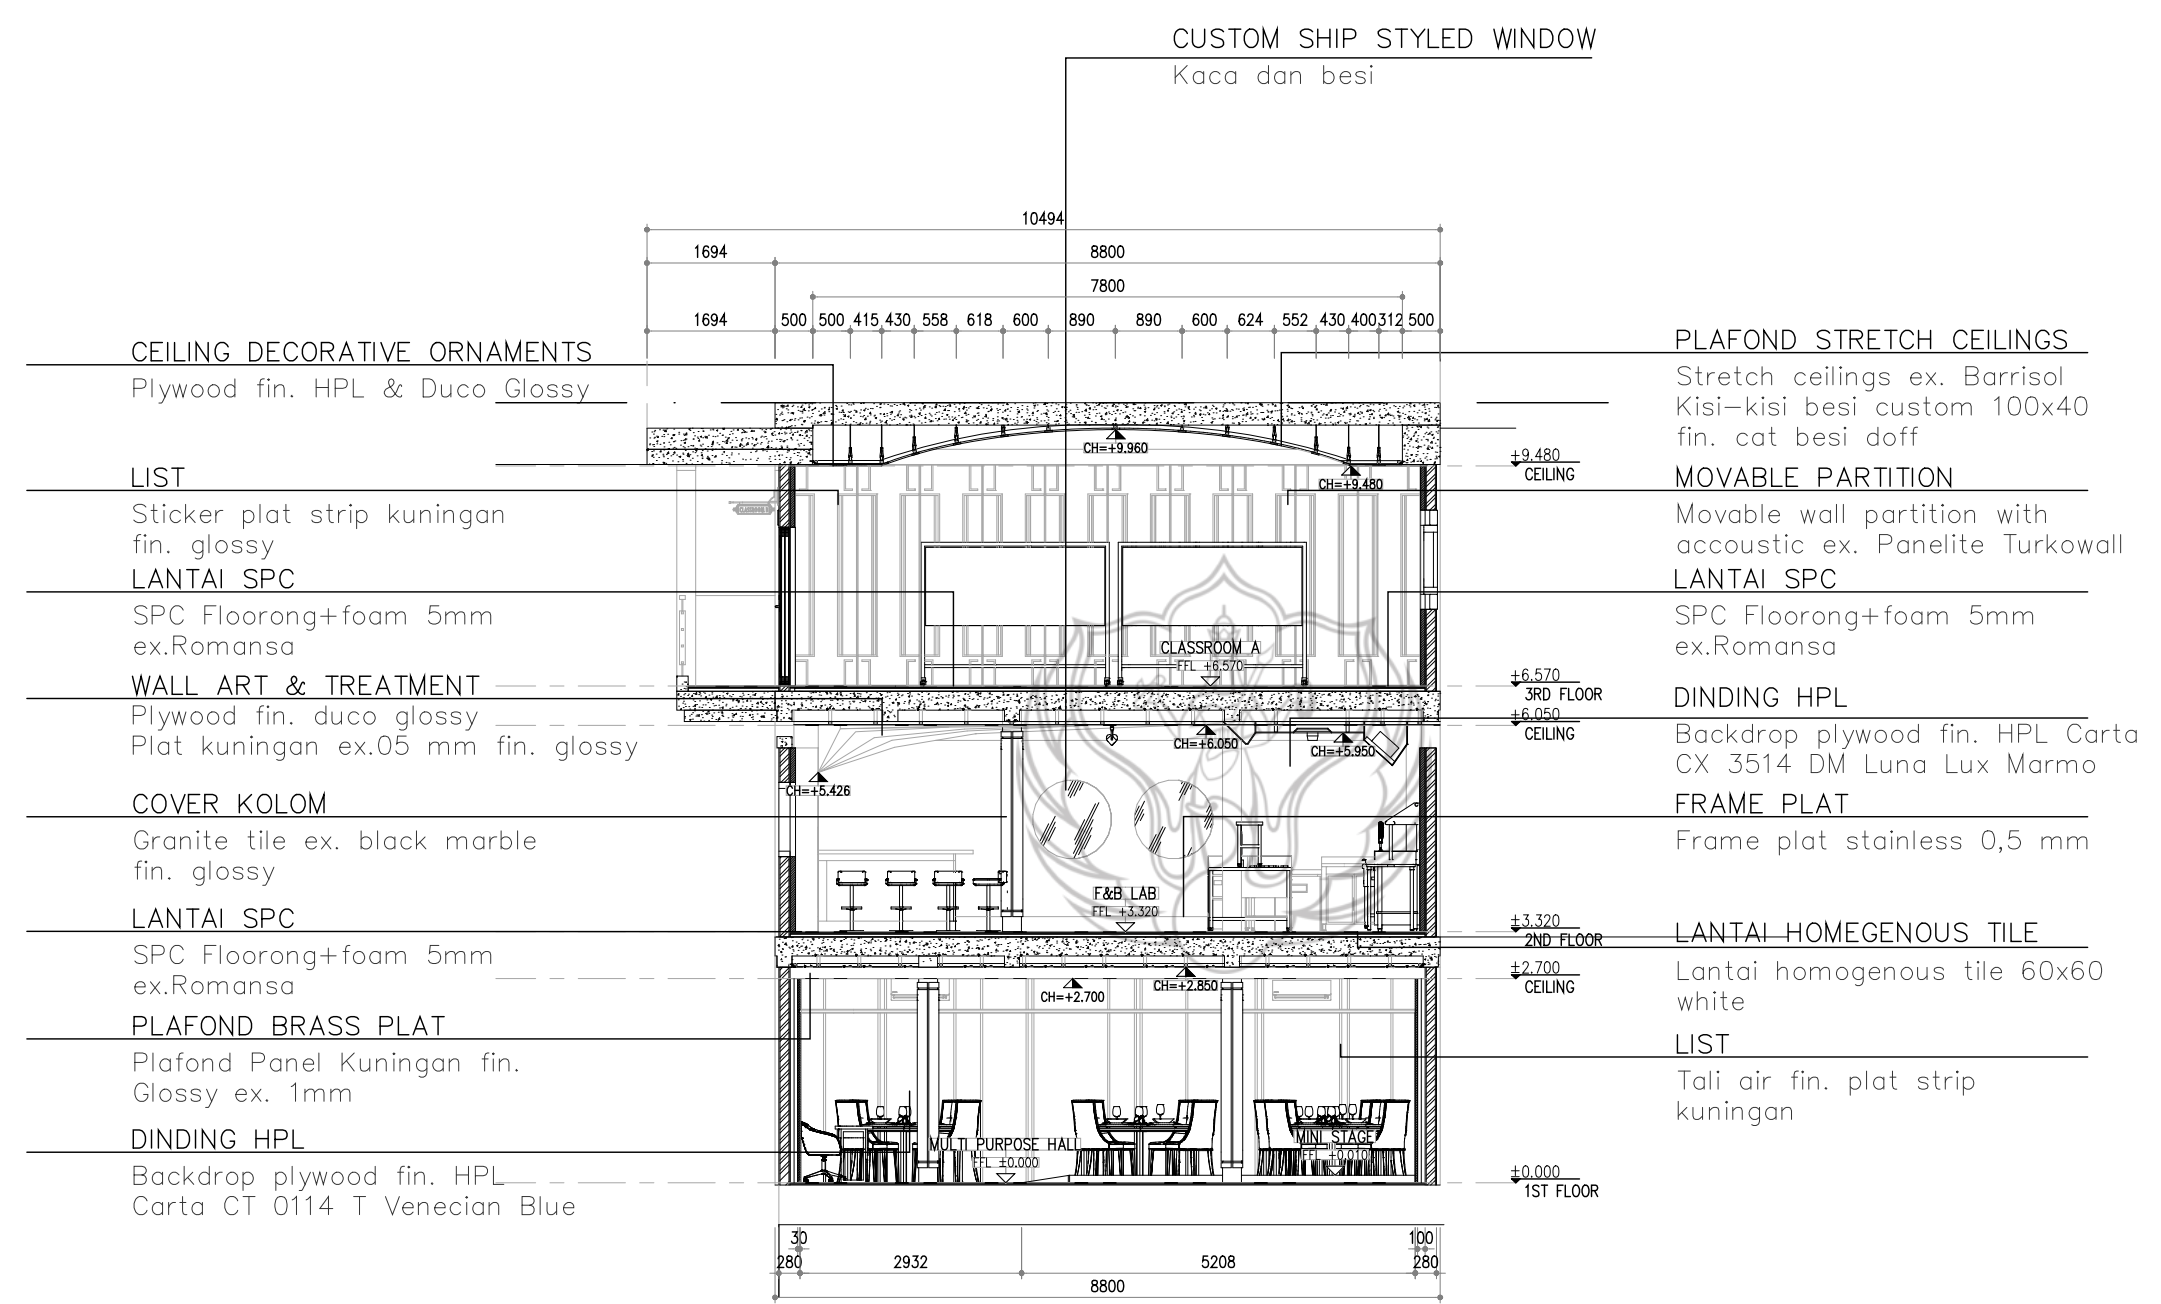 CUSTOM SHIP STYLED WINDOW
Kaca dan besi
10494
1694 8800
7800
1694 500 500 415 430 558 618 600 890 890 600 624 552 430 400 312 500
CEILING DECORATIVE ORNAMENTS
Plywood fin. HPL & Duco Glossy
LIST
Sticker plat strip kuningan
fin. glossy
LANTAI SPC
SPC Floorong+foam 5mm
ex.Romansa
WALL ART & TREATMENT
Plywood fin. duco glossy
Plat kuningan ex.05 mm fin. glossy
COVER KOLOM
Granite tile ex. black marble
fin. glossy
LANTAI SPC
SPC Floorong+foam 5mm
ex.Romansa
PLAFOND BRASS PLAT
Plafond Panel Kuningan fin.
Glossy ex. 1mm
DINDING HPL
Backdrop plywood fin. HPL
Carta CT 0114 T Venecian Blue
CH=+9.960
CH=+9.480
CLASSROOM A
FFL +6.570
CH=+6.050
CH=+5.950
CH=+5.426
F&B LAB
FFL +3.320
CH=+2.850
CH=+2.700
MULTI PURPOSE HALL
FFL ±0.000
MINI STAGE
FFL +0.010
±9.480
CEILING
±6.570
3RD FLOOR
±6.050
CEILING
±3.320
2ND FLOOR
±2.700
CEILING
±0.000
1ST FLOOR
PLAFOND STRETCH CEILINGS
Stretch ceilings ex. Barrisol
Kisi-kisi besi custom 100x40
fin. cat besi doff
MOVABLE PARTITION
Movable wall partition with
accoustic ex. Panelite Turkowall
LANTAI SPC
SPC Floorong+foam 5mm
ex.Romansa
DINDING HPL
Backdrop plywood fin. HPL Carta
CX 3514 DM Luna Lux Marmo
FRAME PLAT
Frame plat stainless 0,5 mm
LANTAI HOMEGENOUS TILE
Lantai homogenous tile 60x60
white
LIST
Tali air fin. plat strip
kuningan
30 100
280 2932 5208 280
8800